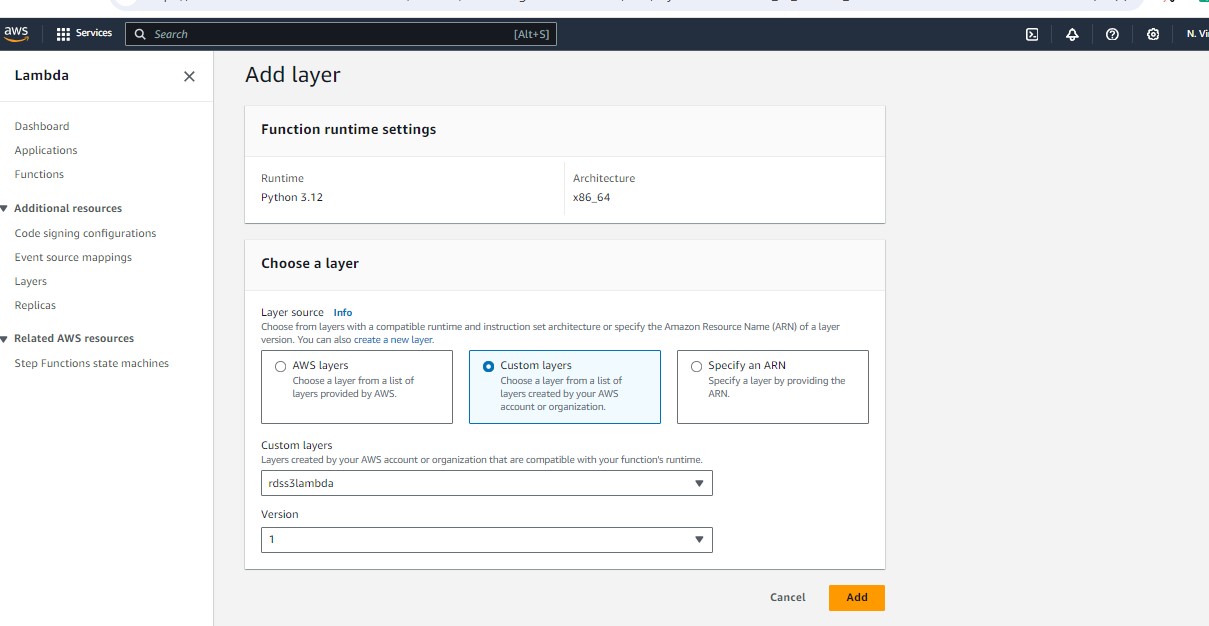 aws
Services
Search
[Alt+S]
N. Vi
Lambda
Dashboard
Applications
Functions
Additional resources
Code signing configurations
Event source mappings
Layers
Replicas
Related AWS resources
Step Functions state machines
Add layer
Function runtime settings
Runtime
Python 3.12
Architecture
x86_64
Choose a layer
Layer source Info
Choose from layers with a compatible runtime and instruction set architecture or specify the Amazon Resource Name (ARN) of a layer
version. You can also create a new layer.
AWS layers
Choose a layer from a list of
layers provided by AWS.
Custom layers
Choose a layer from a list of
layers created by your AWS
account or organization.
Specify an ARN
Specify a layer by providing the
ARN.
Custom layers
Layers created by your AWS account or organization that are compatible with your function's runtime.
rdss3lambda
Version
1
Cancel
Add